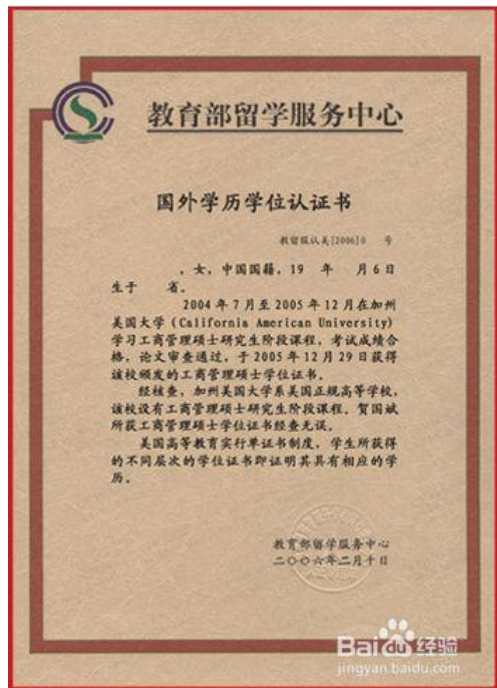 教育部留学服务中心
国外学历学位认证书
教留服认美[2006]0 号
，女，中国国籍，19 年 月6日
生于 省。
2004年7月至2005年12月在加州
美国大学(California American University)
学习工商管理硕士研究生阶段课程，考试成绩合
格，论文审查通过，于2005年12月29日获得
该校颁发的工商管理硕士学位证书。
经核查，加州美国大学系美国正规高等学校，
该校设有工商管理硕士研究生阶段课程。贺国斌
所获工商管理硕士学位证书经查无误。
美国高等教育实行单证书制度，学生所获得
的不同层次的学位证书即证明其具有相应的学
历。
教育部留学服务中心
二〇〇六年二月十日
Baidu 经验
jingyan.baidu.com